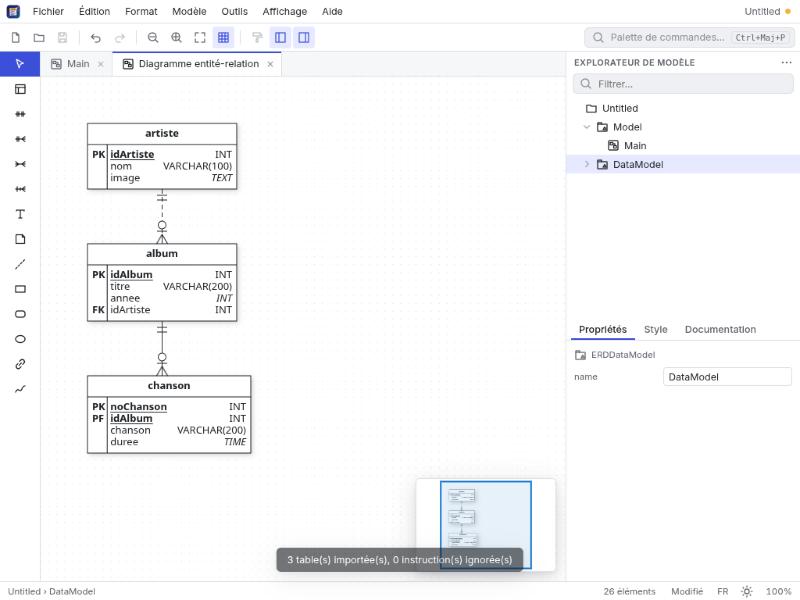 Fichier Édition Format Modèle Outils Affichage Aide Untitled
Palette de commandes... Ctrl+Maj+P
Main Diagramme entité-relation
EXPLORATEUR DE MODÈLE
Filtrer...
Untitled
Model
Main
DataModel
artiste
PK idArtiste INT
nom VARCHAR(100)
image TEXT
album
PK idAlbum INT
titre VARCHAR(200)
annee INT
FK idArtiste INT
chanson
PK noChanson INT
PF idAlbum INT
chanson VARCHAR(200)
duree TIME
Propriétés Style Documentation
ERDDataModel
name DataModel
3 table(s) importée(s), 0 instruction(s) ignorée(s)
Untitled › DataModel 26 éléments Modifié FR 100%